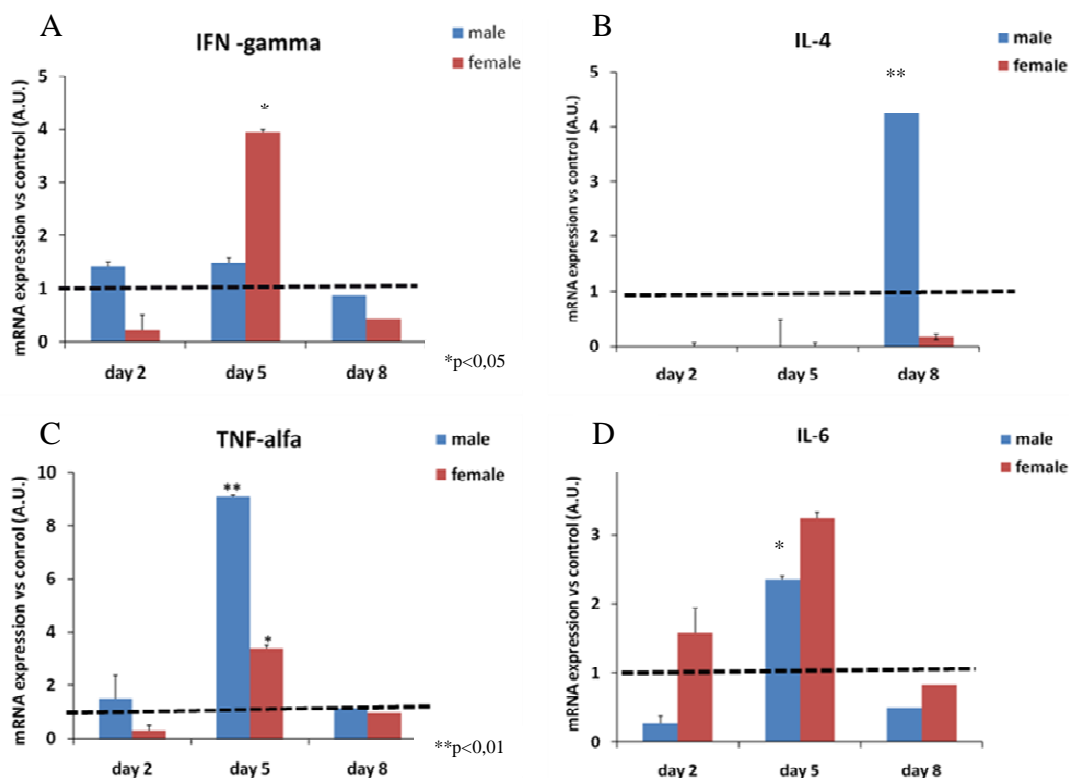 A
IFN -gamma
male
female
mRNA expression vs control (A.U.)
5
4
3
2
1
0
day 2
day 5
day 8
*
*p<0,05
B
IL-4
male
female
mRNA expression vs control (A.U.)
5
4
3
2
1
0
day 2
day 5
day 8
**
C
TNF-alfa
male
female
mRNA expression vs conrol (A.U.)
10
8
6
4
2
0
day 2
day 5
day 8
**
*
**p<0,01
D
IL-6
male
female
mRNA expression vs control (A.U.)
3
2
1
0
day 2
day 5
day 8
*